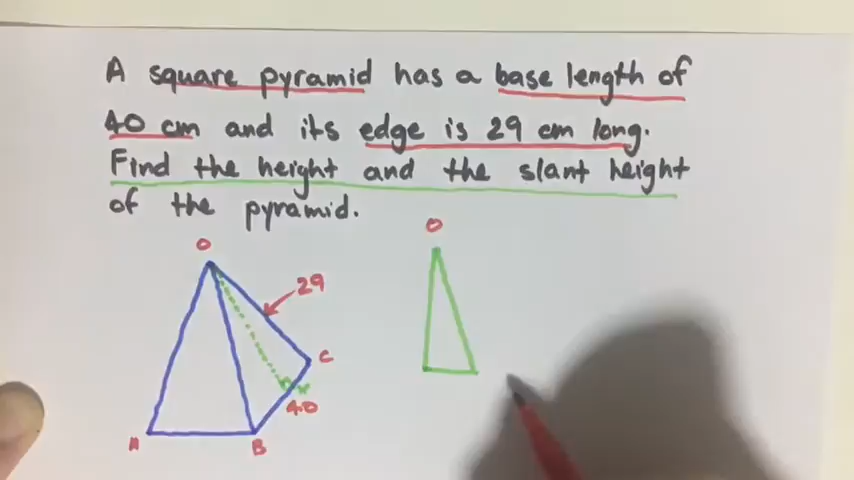 A square pyramid has a base length of
40 cm and its edge is 29 cm long.
Find the height and the slant height
of the pyramid.
O
O
29
C
X
40
A
B